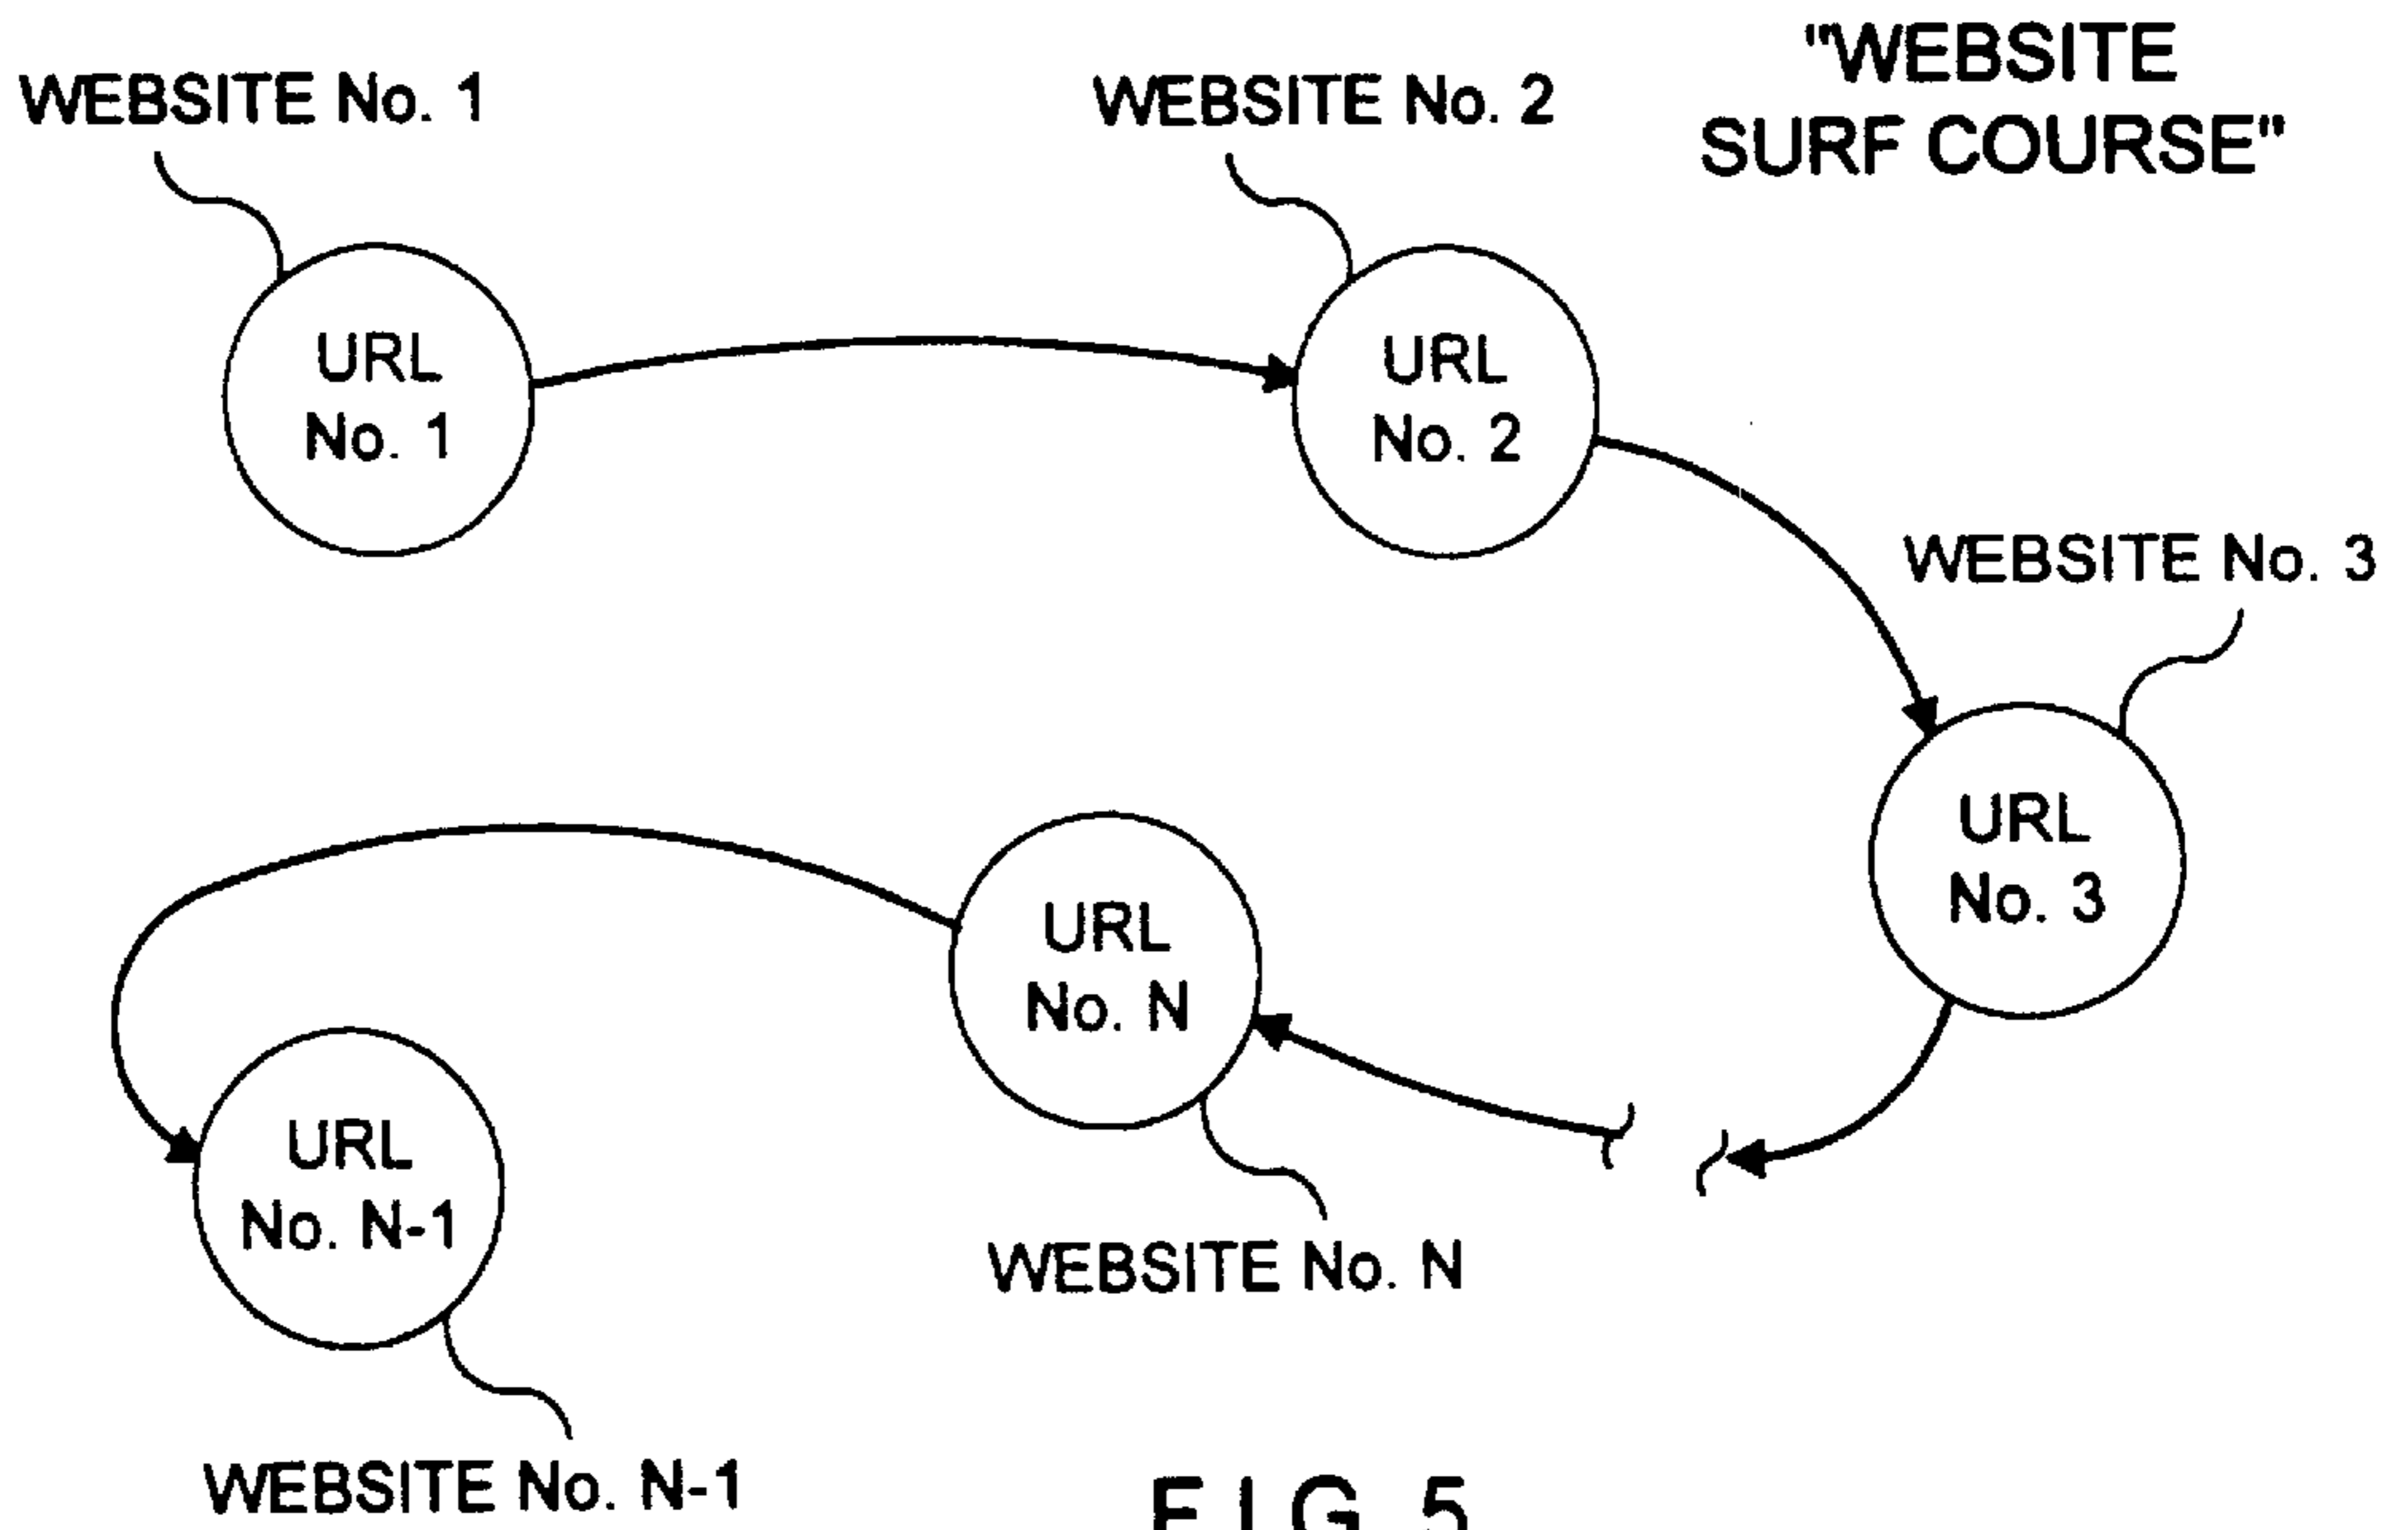 "WEBSITE
SURF COURSE"
WEBSITE No. 1
WEBSITE No. 2
URL
No. 1
URL
No. 2
WEBSITE No. 3
URL
No. 3
URL
No. N
WEBSITE No. N
URL
No. N-1
WEBSITE No. N-1
FIG. 5